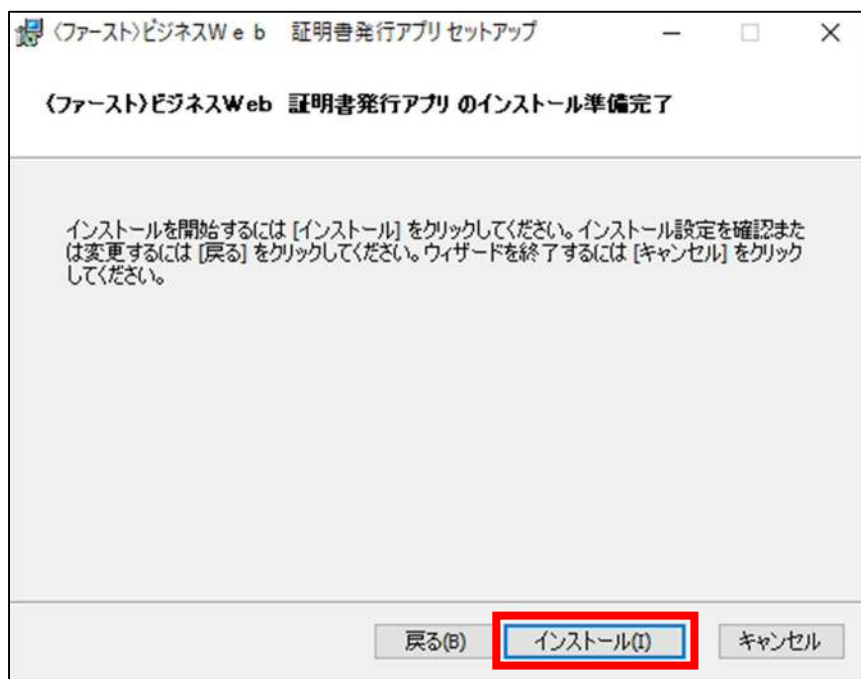 〈ファースト〉ビジネスWeb 証明書発行アプリ セットアップ
〈ファースト〉ビジネスWeb 証明書発行アプリ のインストール準備完了
インストールを開始するには [インストール] をクリックしてください。インストール設定を確認また
は変更するには [戻る] をクリックしてください。ウィザードを終了するには [キャンセル] をクリック
してください。
戻る(B) インストール(I) キャンセル